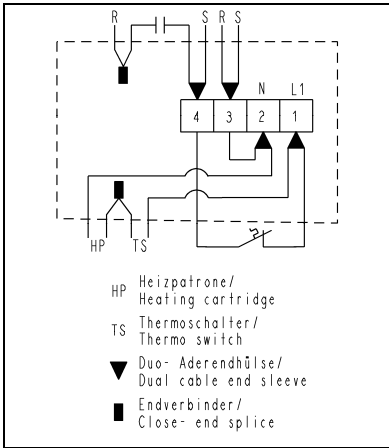 R S R S
N L1
4 3 2 1
HP TS
HP Heizpatrone/
Heating cartridge
TS Thermoschalter/
Thermo switch
Duo- Aderendhülse/
Dual cable end sleeve
Endverbinder/
Close- end splice